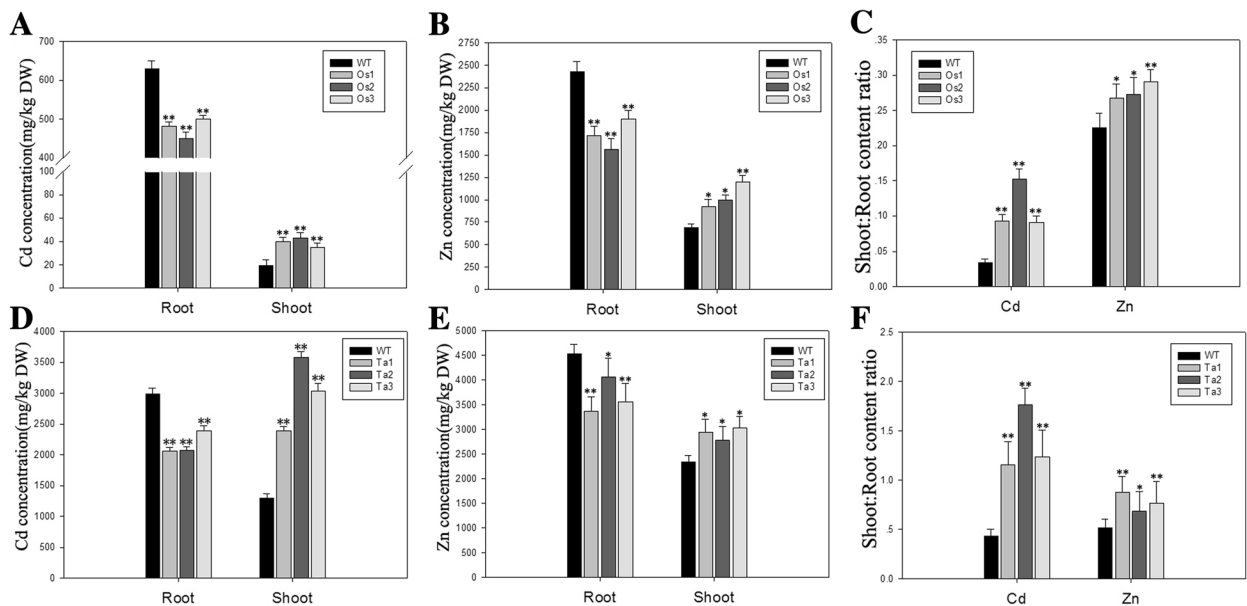 A
Cd concentration(mg/kg DW)
700
600
500
400
100
80
60
40
20
0
WT
Os1
Os2
Os3
** ** **
** ** **
Root Shoot
B
Zn concentration(mg/kg DW)
2750
2500
2250
2000
1750
1500
1250
1000
750
500
250
0
WT
Os1
Os2
Os3
** ** **
* * **
Root Shoot
C
Shoot:Root content ratio
.35
.30
.25
.20
.15
.10
.05
0.00
WT
Os1
Os2
Os3
** ** **
* * **
Cd Zn
D
Cd concentration(mg/kg DW)
4000
3500
3000
2500
2000
1500
1000
500
0
WT
Ta1
Ta2
Ta3
** ** **
** ** **
Root Shoot
E
Zn concentration(mg/kg DW)
5000
4500
4000
3500
3000
2500
2000
1500
1000
500
0
WT
Ta1
Ta2
Ta3
** * **
* * *
Root Shoot
F
Shoot:Root content ratio
2.5
2.0
1.5
1.0
.5
0.0
WT
Ta1
Ta2
Ta3
** ** **
** * **
Cd Zn